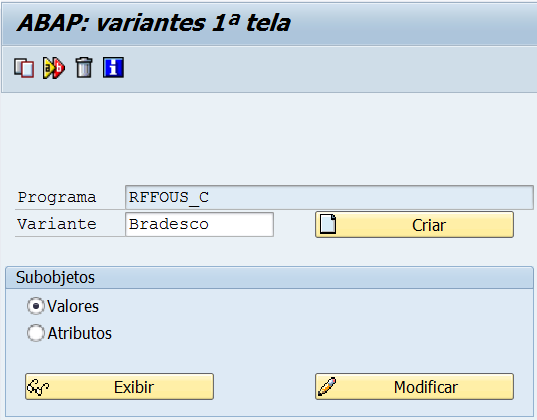 ABAP: variantes 1ª tela
Programa RFFOUS_C
Variante Bradesco Criar
Subobjetos
Valores
Atributos
Exibir Modificar